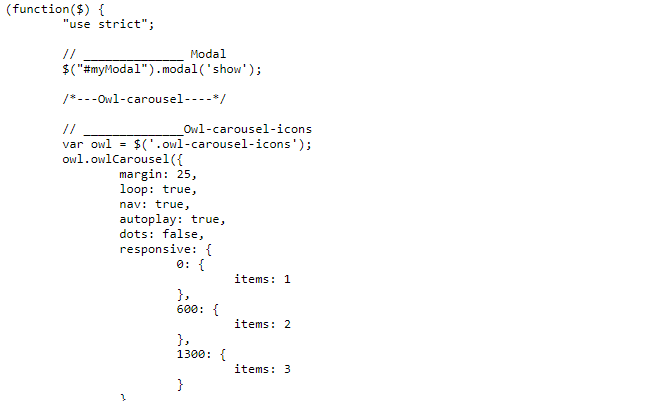 (function($) {
"use strict";
// ______________ Modal
$("#myModal").modal('show');
/*---Owl-carousel----*/
// ______________Owl-carousel-icons
var owl = $('.owl-carousel-icons');
owl.owlCarousel({
margin: 25,
loop: true,
nav: true,
autoplay: true,
dots: false,
responsive: {
0: {
items: 1
},
600: {
items: 2
},
1300: {
items: 3
}
}